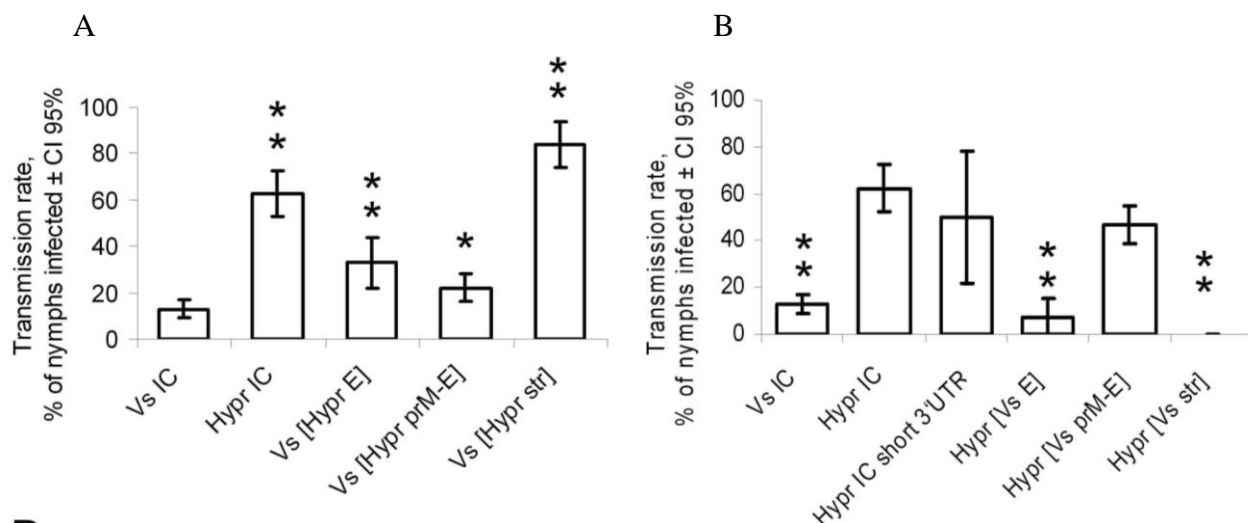 A
B
Transmission rate,
% of nymphs infected ± CI 95%
100
80
60
40
20
0
* *
* *
*
* *
Vs IC
Hypr IC
Vs [Hypr E]
Vs [Hypr prM-E]
Vs [Hypr str]
Transmission rate,
% of nymphs infected ± CI 95%
100
80
60
40
20
0
* *
* *
* *
Vs IC
Hypr IC
Hypr IC short 3'UTR
Hypr [Vs E]
Hypr [Vs prM-E]
Hypr [Vs str]